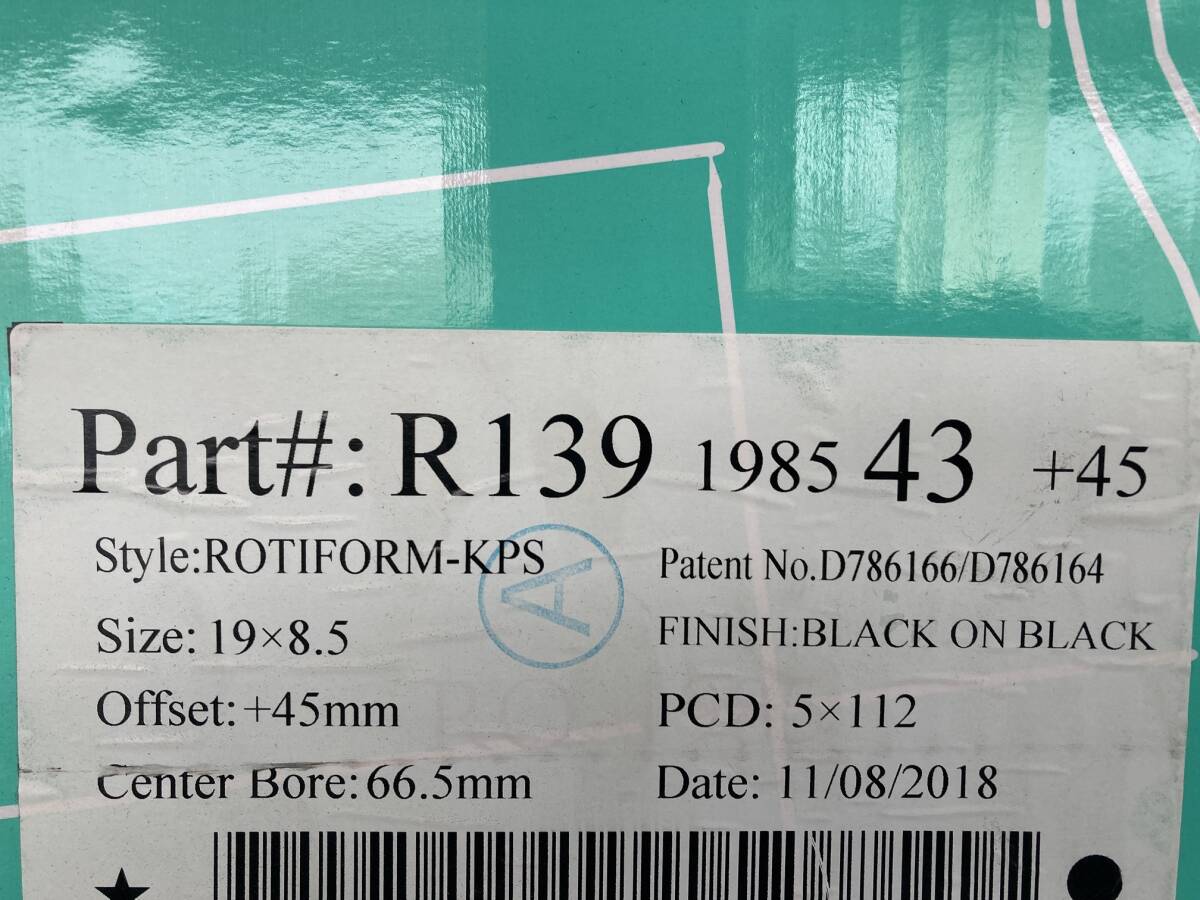 Part#: R139 1985 43 +45
Style:ROTIFORM-KPS Patent No.D786166/D786164
A
Size: 19×8.5 FINISH:BLACK ON BLACK
Offset: +45mm PCD: 5×112
Center Bore: 66.5mm Date: 11/08/2018